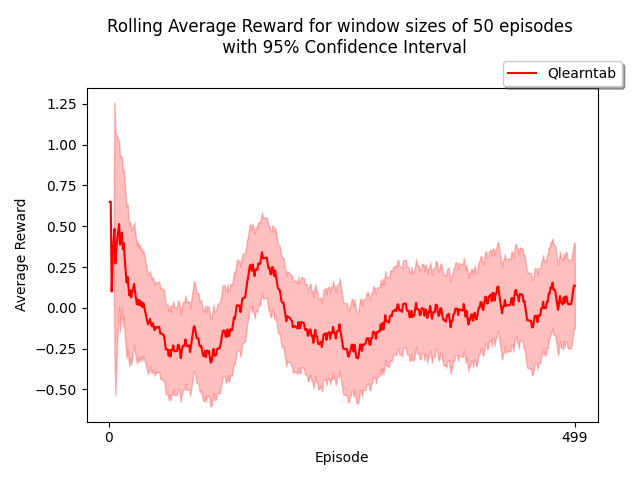 Rolling Average Reward for window sizes of 50 episodes
with 95% Confidence Interval
Qlearntab
1.25
1.00
0.75
0.50
0.25
0.00
−0.25
−0.50
Average Reward
0
499
Episode